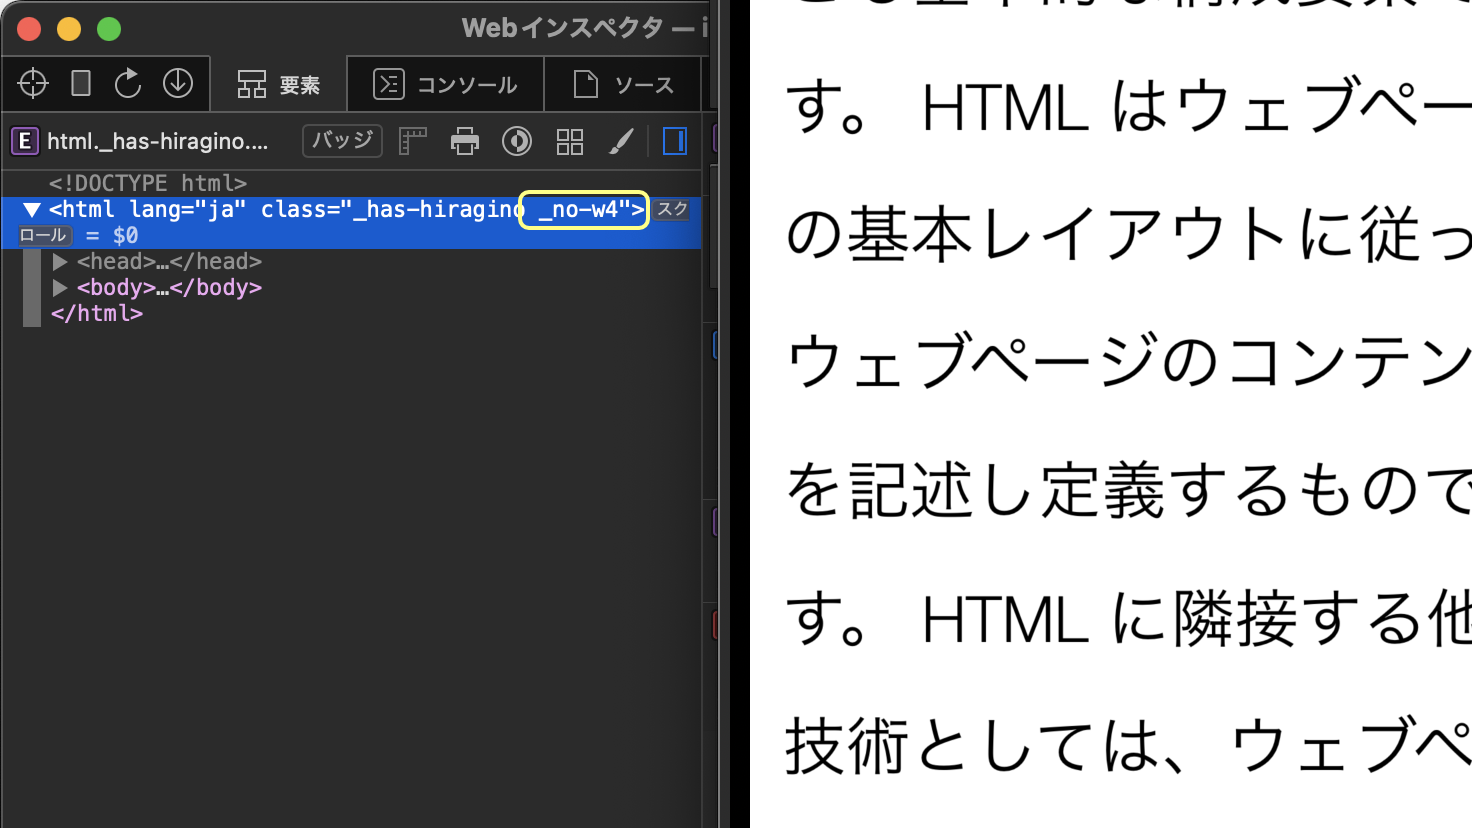 Web インスペクタ — i
要素
コンソール
ソース
E html._has-hiragino....
バッジ
<!DOCTYPE html>
▼ <html lang="ja" class="_has-hiragino _no-w4"> スク
ロール = $0
▶ <head>…</head>
▶ <body>…</body>
</html>
す。 HTML はウェブペー
の基本レイアウトに従っ
ウェブページのコンテン
を記述し定義するもので
す。 HTML に隣接する他
技術としては、ウェブペ